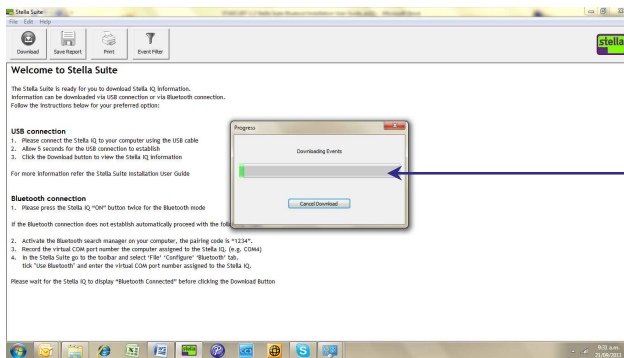 Stella Suite
File Edit Help
Download Save Report Print Event Filter
stella
Welcome to Stella Suite
The Stella Suite is ready for you to download Stella IQ information.
Information can be downloaded via USB connection or via Bluetooth connection.
Follow the instructions below for your preferred option:
USB connection
1. Please connect the Stella IQ to your computer using the USB cable
2. Allow 5 seconds for the USB connection to establish
3. Click the Download button to view the Stella IQ information
For more information refer the Stella Suite Installation User Guide
Bluetooth connection
1. Please press the Stella IQ "ON" button twice for the Bluetooth mode
If the Bluetooth connection does not establish automatically proceed with the
2. Activate the Bluetooth search manager on your computer, the pairing code is "1234".
3. Record the virtual COM port number the computer assigned to the Stella IQ. (e.g. COM4)
4. In the Stella Suite go to the toolbar and select 'File' 'Configure' 'Bluetooth' tab,
tick "Use Bluetooth" and enter the virtual COM port number assigned to the Stella IQ.
Please wait for the Stella IQ to display "Bluetooth Connected" before clicking the Download Button
Progress
Downloading Events
Cancel Download
9:31 a.m.
21/09/2011